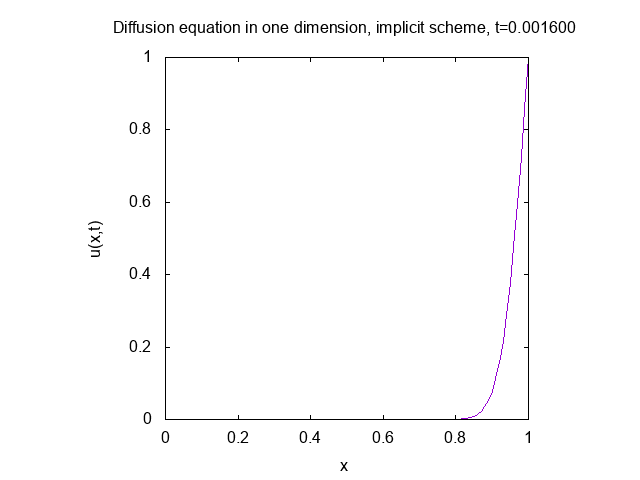 Diffusion equation in one dimension, implicit scheme, t=0.001600
1
0.8
0.6
0.4
0.2
0
u(x,t)
0 0.2 0.4 0.6 0.8 1
x